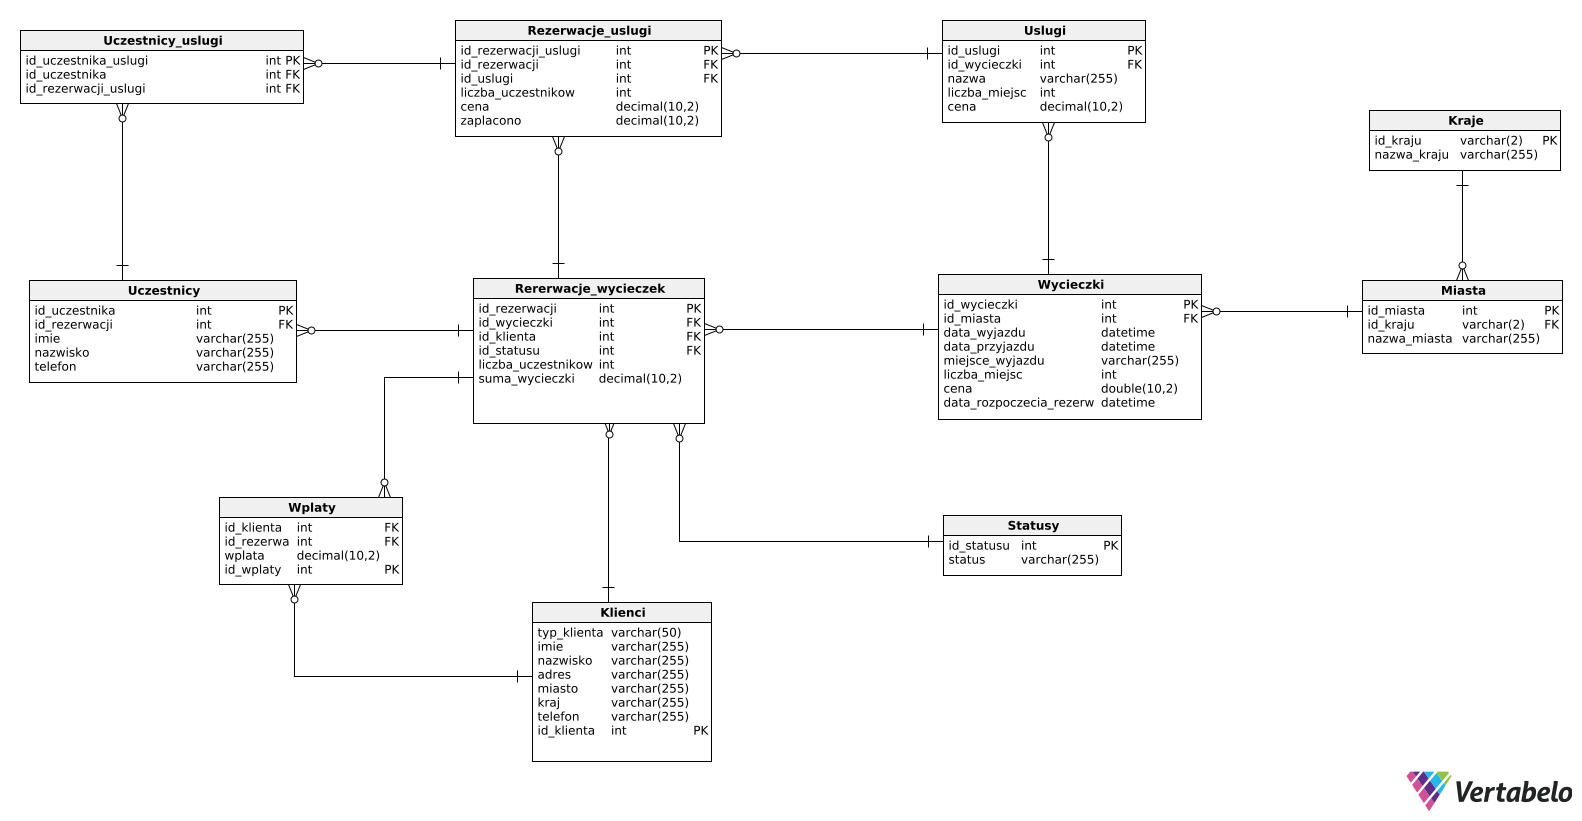 Uczestnicy_uslugi
id_uczestnika_uslugi int PK
id_uczestnika int FK
id_rezerwacji_uslugi int FK
Rezerwacje_uslugi
id_rezerwacji_uslugi int PK
id_rezerwacji int FK
id_uslugi int FK
liczba_uczestnikow int
cena decimal(10,2)
zaplacono decimal(10,2)
Uslugi
id_uslugi int PK
id_wycieczki int FK
nazwa varchar(255)
liczba_miejsc int
cena decimal(10,2)
Kraje
id_kraju varchar(2) PK
nazwa_kraju varchar(255)
Uczestnicy
id_uczestnika int PK
id_rezerwacji int FK
imie varchar(255)
nazwisko varchar(255)
telefon varchar(255)
Rererwacje_wycieczek
id_rezerwacji int PK
id_wycieczki int FK
id_klienta int FK
id_statusu int FK
liczba_uczestnikow int
suma_wycieczki decimal(10,2)
Wycieczki
id_wycieczki int PK
id_miasta int FK
data_wyjazdu datetime
data_przyjazdu datetime
miejsce_wyjazdu varchar(255)
liczba_miejsc int
cena double(10,2)
data_rozpoczecia_rezerw datetime
Miasta
id_miasta int PK
id_kraju varchar(2) FK
nazwa_miasta varchar(255)
Wplaty
id_klienta int FK
id_rezerwa int FK
wplata decimal(10,2)
id_wplaty int PK
Statusy
id_statusu int PK
status varchar(255)
Klienci
typ_klienta varchar(50)
imie varchar(255)
nazwisko varchar(255)
adres varchar(255)
miasto varchar(255)
kraj varchar(255)
telefon varchar(255)
id_klienta int PK
Vertabelo